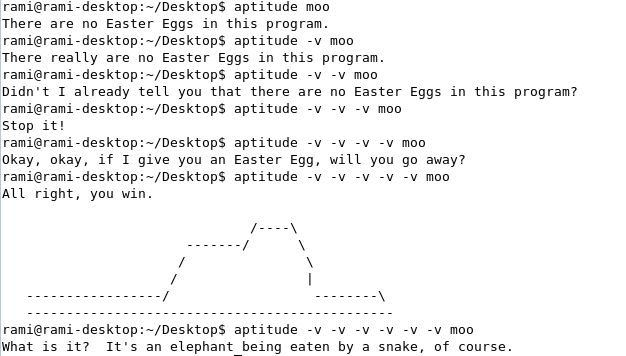 rami@rami-desktop:~/Desktop$ aptitude moo
There are no Easter Eggs in this program.
rami@rami-desktop:~/Desktop$ aptitude -v moo
There really are no Easter Eggs in this program.
rami@rami-desktop:~/Desktop$ aptitude -v -v moo
Didn't I already tell you that there are no Easter Eggs in this program?
rami@rami-desktop:~/Desktop$ aptitude -v -v -v moo
Stop it!
rami@rami-desktop:~/Desktop$ aptitude -v -v -v -v moo
Okay, okay, if I give you an Easter Egg, will you go away?
rami@rami-desktop:~/Desktop$ aptitude -v -v -v -v -v moo
All right, you win.

                               /----\
                       -------/      \
                      /               \
                     /                |
   -----------------/                  --------\
   ----------------------------------------------
rami@rami-desktop:~/Desktop$ aptitude -v -v -v -v -v -v moo
What is it?  It's an elephant being eaten by a snake, of course.